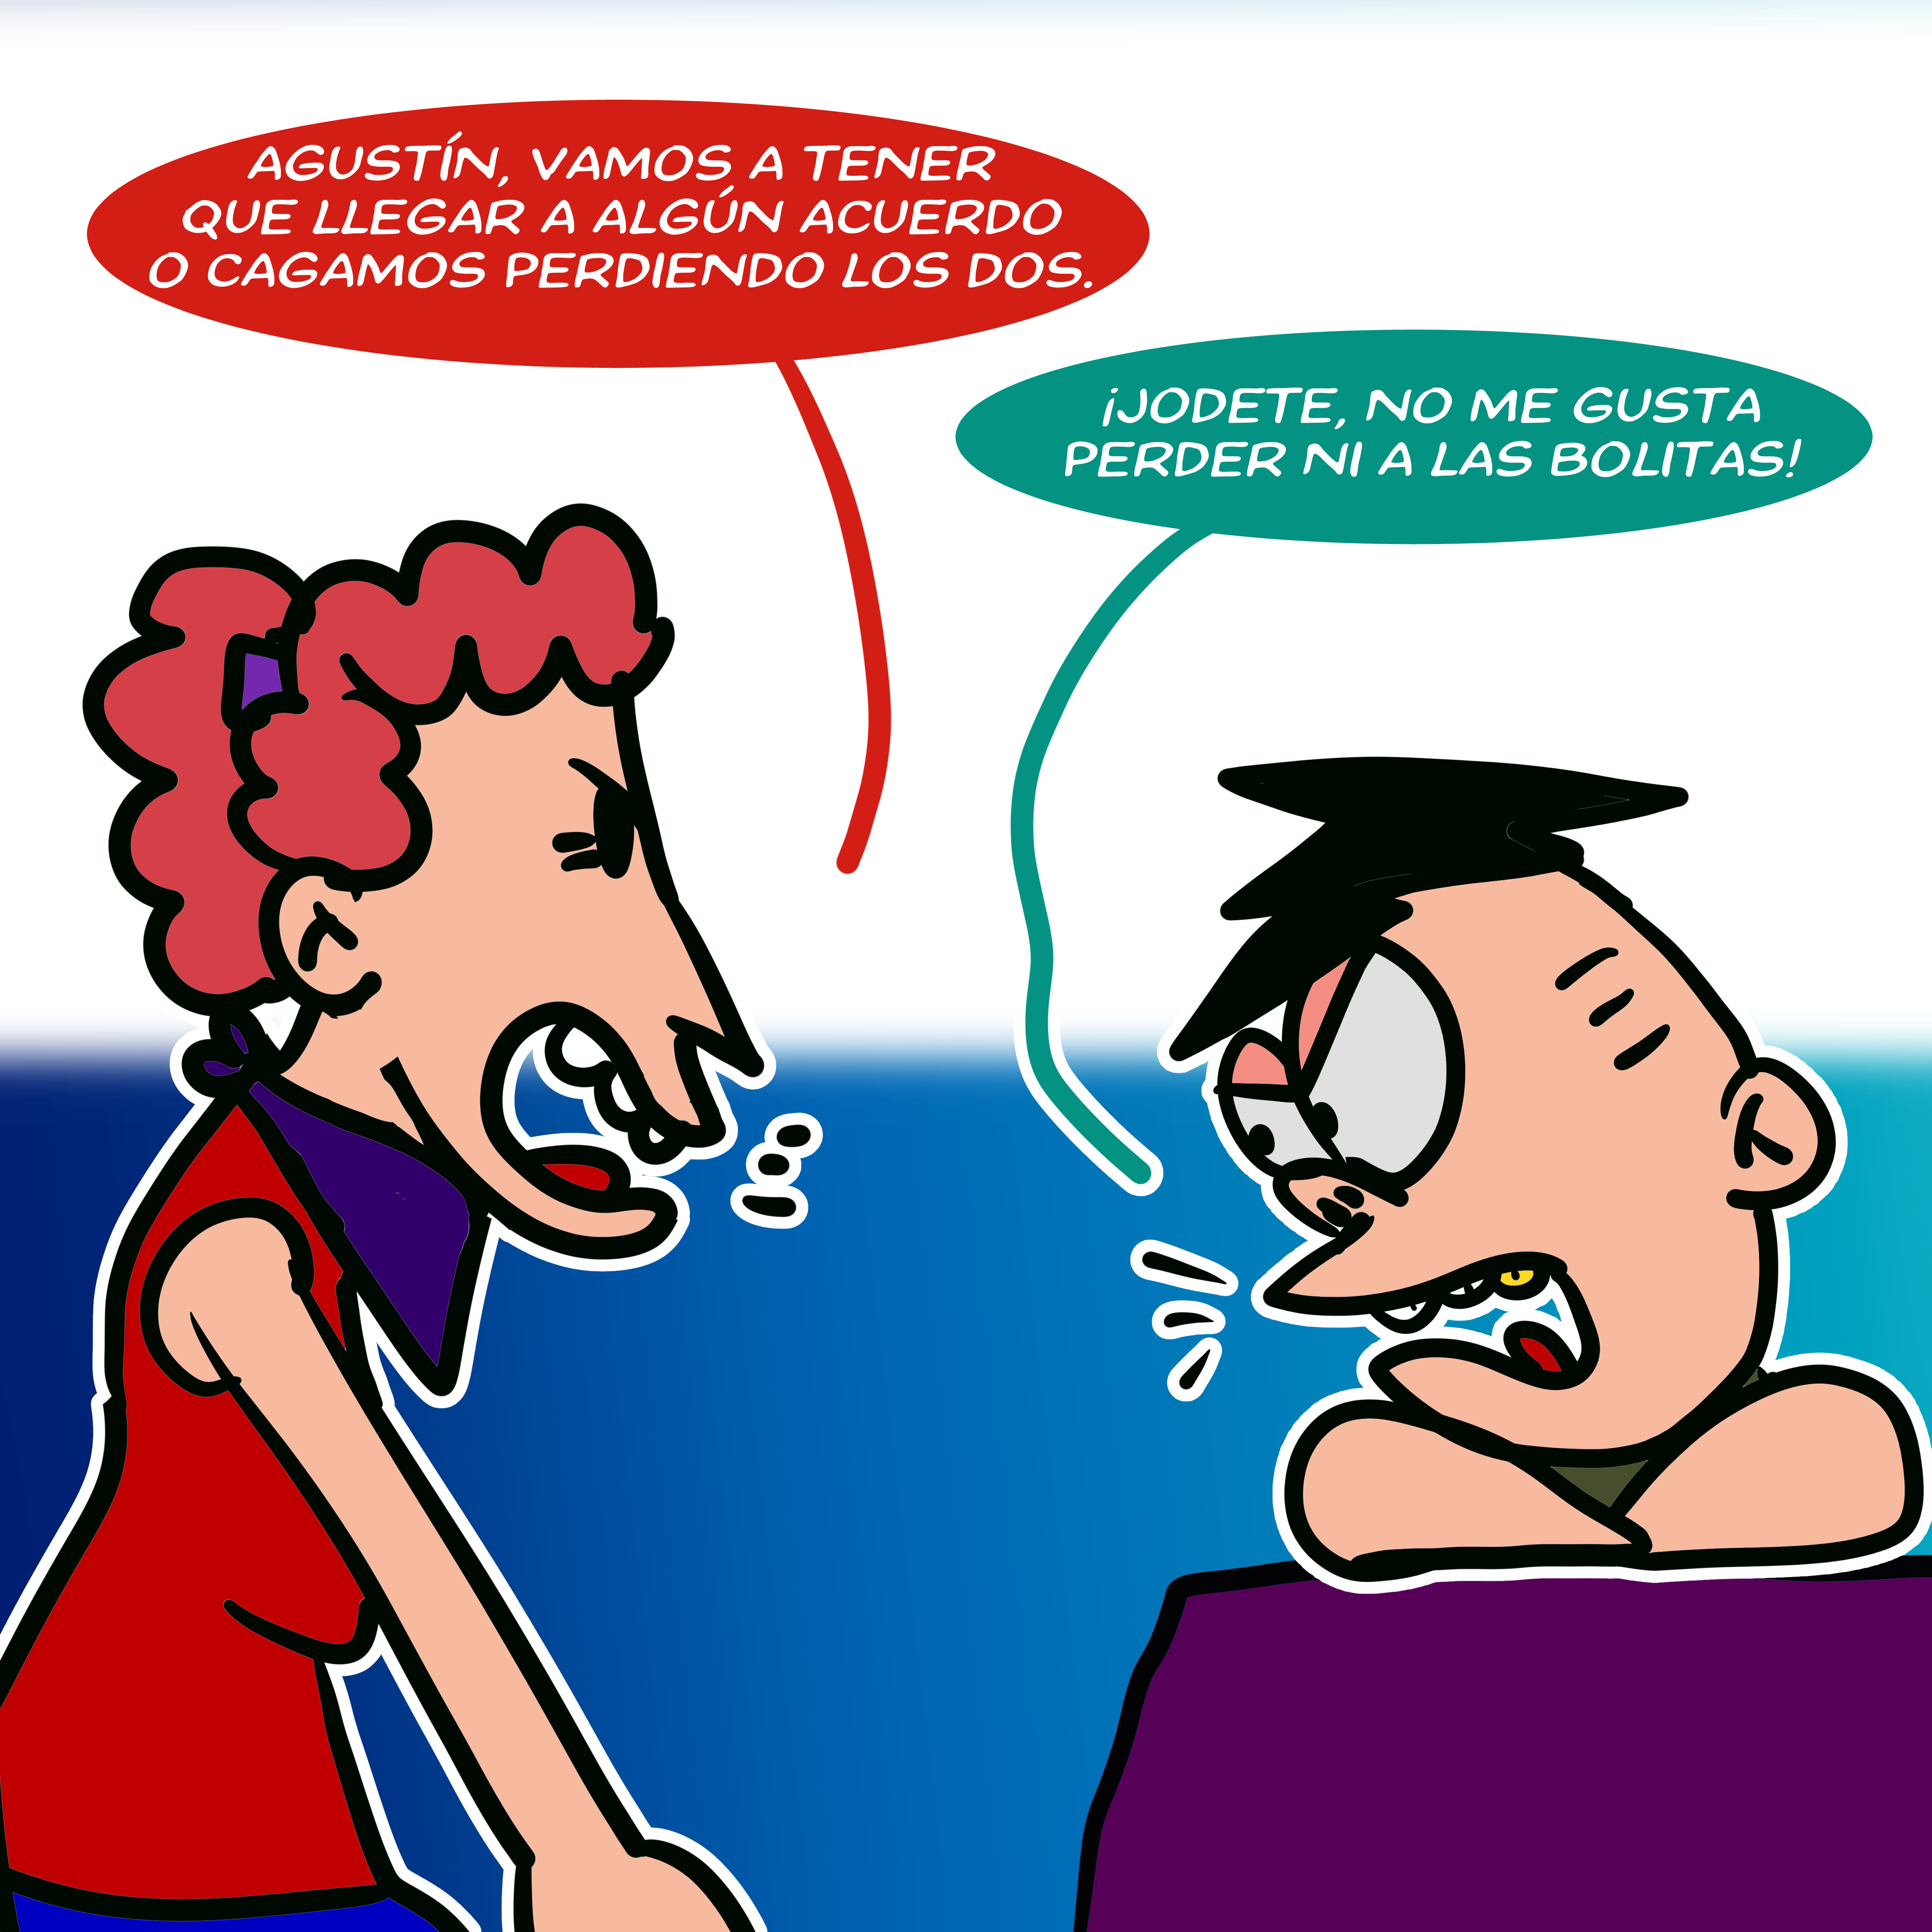 AGUSTÍN, VAMOS A TENER
QUE LLEGAR A ALGÚN ACUERDO
O CAGAMOS PERDIENDO LOS DOS.
¡JODETE, NO ME GUSTA
PERDER NI A LAS BOLITAS!